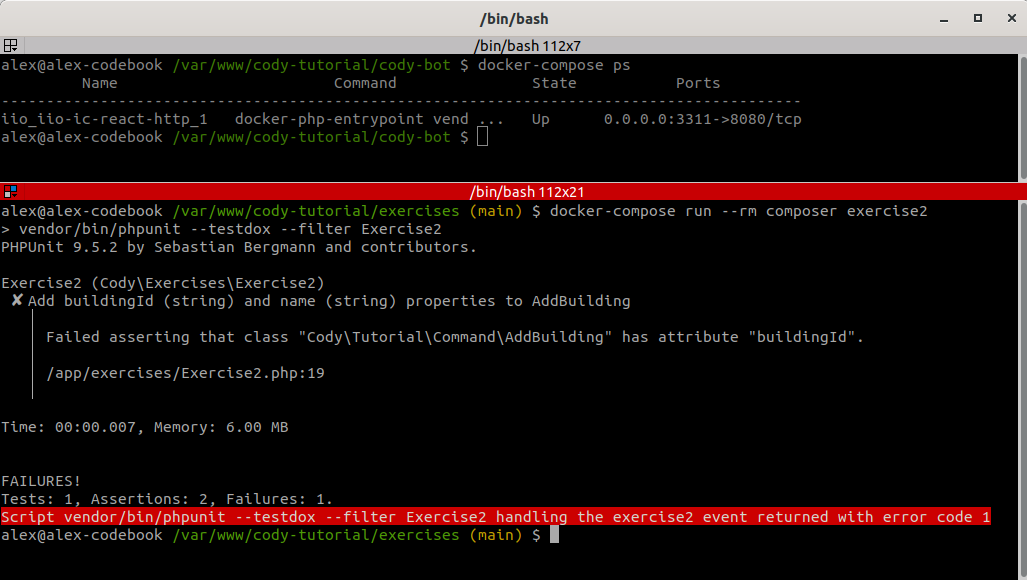 /bin/bash
/bin/bash 112x7
alex@alex-codebook /var/www/cody-tutorial/cody-bot $ docker-compose ps
Name Command State Ports
-----------------------------------------------------------------------------------------
iio_iio-ic-react-http_1 docker-php-entrypoint vend ... Up 0.0.0.0:3311->8080/tcp
alex@alex-codebook /var/www/cody-tutorial/cody-bot $
/bin/bash 112x21
alex@alex-codebook /var/www/cody-tutorial/exercises (main) $ docker-compose run --rm composer exercise2
> vendor/bin/phpunit --testdox --filter Exercise2
PHPUnit 9.5.2 by Sebastian Bergmann and contributors.
Exercise2 (Cody\Exercises\Exercise2)
✘ Add buildingId (string) and name (string) properties to AddBuilding
Failed asserting that class "Cody\Tutorial\Command\AddBuilding" has attribute "buildingId".
/app/exercises/Exercise2.php:19
Time: 00:00.007, Memory: 6.00 MB
FAILURES!
Tests: 1, Assertions: 2, Failures: 1.
Script vendor/bin/phpunit --testdox --filter Exercise2 handling the exercise2 event returned with error code 1
alex@alex-codebook /var/www/cody-tutorial/exercises (main) $